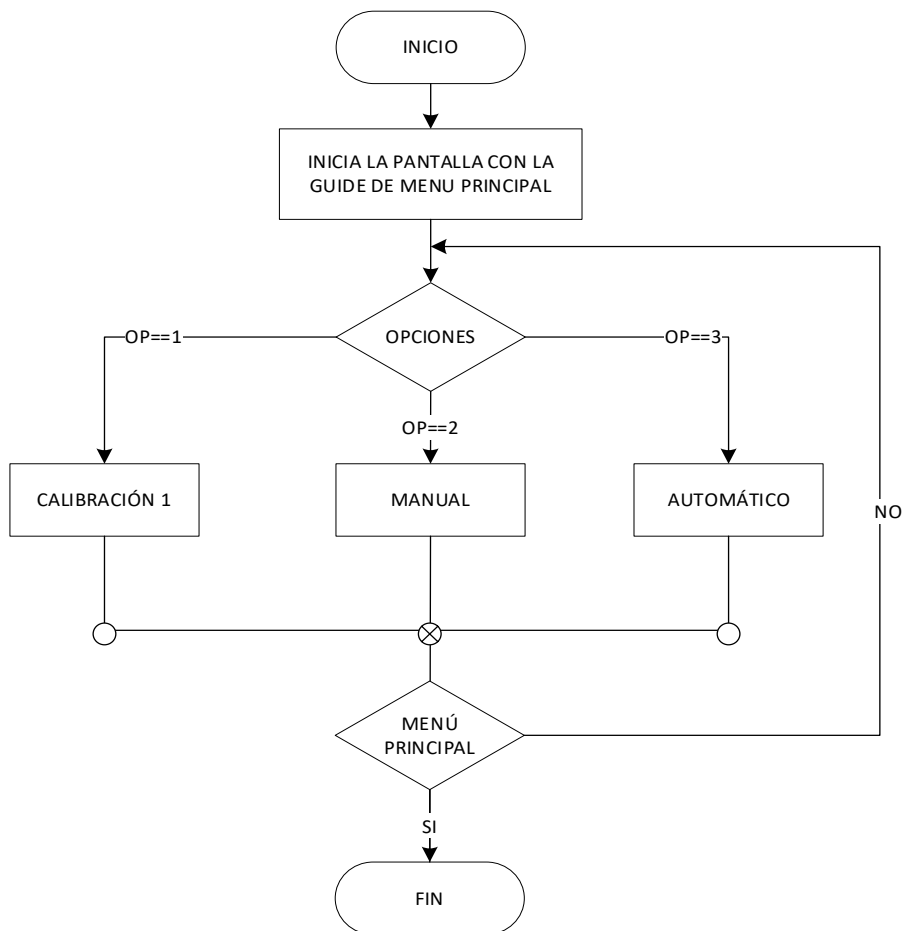 INICIO
INICIA LA PANTALLA CON LA
GUIDE DE MENU PRINCIPAL
OPCIONES
OP==1
OP==3
OP==2
CALIBRACIÓN 1
MANUAL
AUTOMÁTICO
NO
MENÚ
PRINCIPAL
SI
FIN